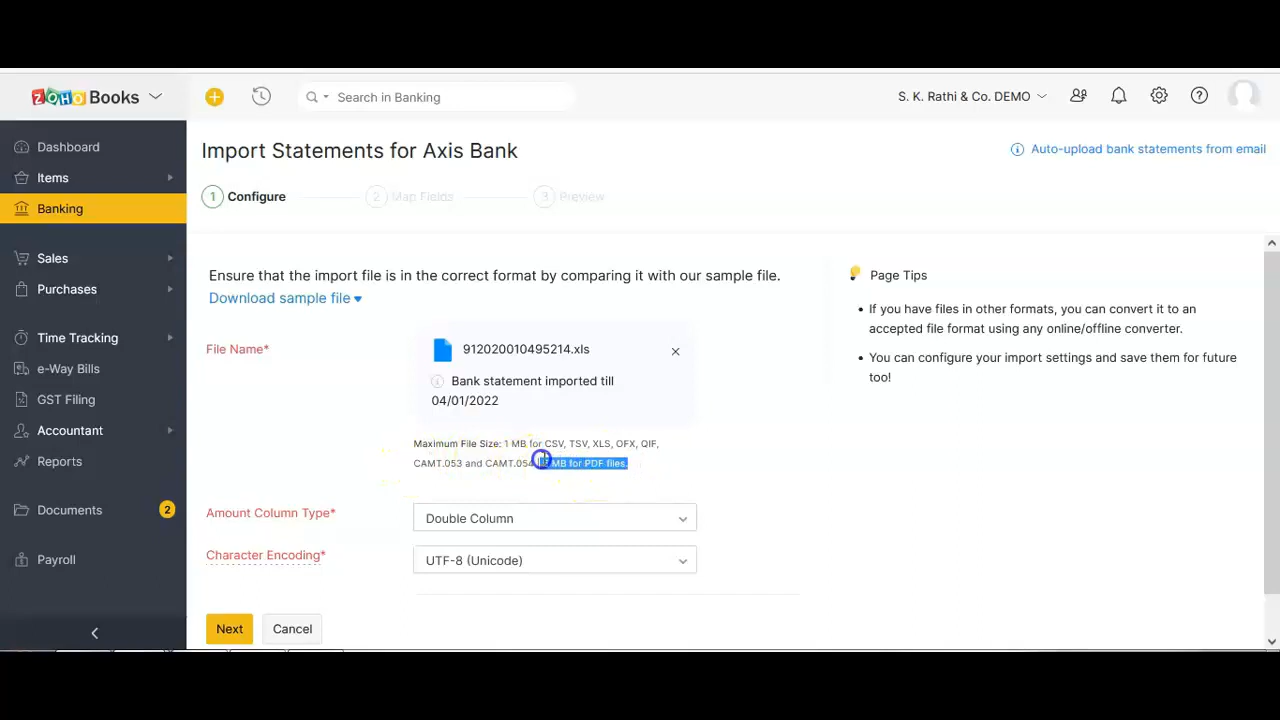 ZOHO Books
Search in Banking
S. K. Rathi & Co. DEMO
Dashboard
Items
Banking
Sales
Purchases
Time Tracking
e-Way Bills
GST Filing
Accountant
Reports
Documents 2
Payroll
Import Statements for Axis Bank
Auto-upload bank statements from email
1 Configure
2 Map Fields
3 Preview
Ensure that the import file is in the correct format by comparing it with our sample file.
Download sample file
File Name*
912020010495214.xls
Bank statement imported till
04/01/2022
Maximum File Size: 1 MB for CSV, TSV, XLS, OFX, QIF,
CAMT.053 and CAMT.054 MB for PDF files.
Amount Column Type*
Double Column
Character Encoding*
UTF-8 (Unicode)
Next
Cancel
Page Tips
• If you have files in other formats, you can convert it to an
accepted file format using any online/offline converter.
• You can configure your import settings and save them for future
too!